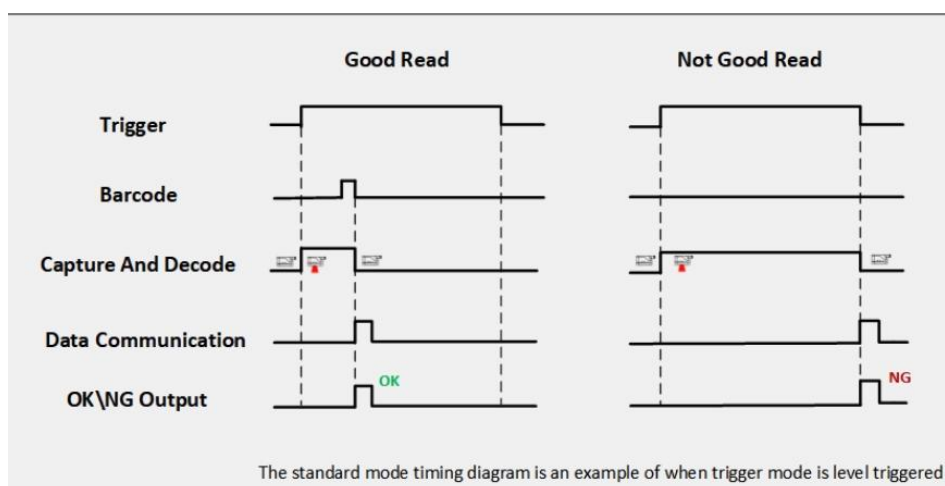 Good Read
Not Good Read
Trigger
Barcode
Capture And Decode
Data Communication
OK
NG
OK\NG Output
The standard mode timing diagram is an example of when trigger mode is level triggered